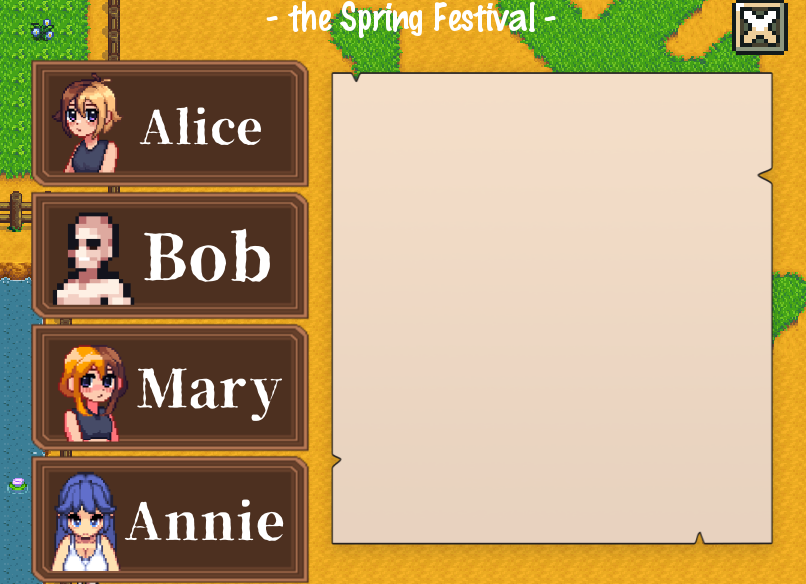 - the Spring Festival -
Alice
Bob
Mary
Annie